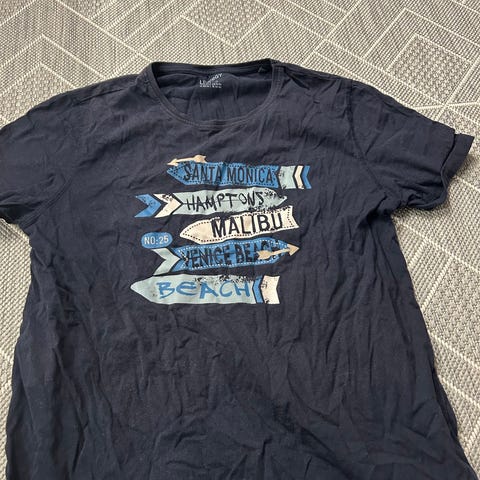 SANTA MONICA
HAMPTONS
MALIBU
NO:25
VENICE BEACH
BEACH